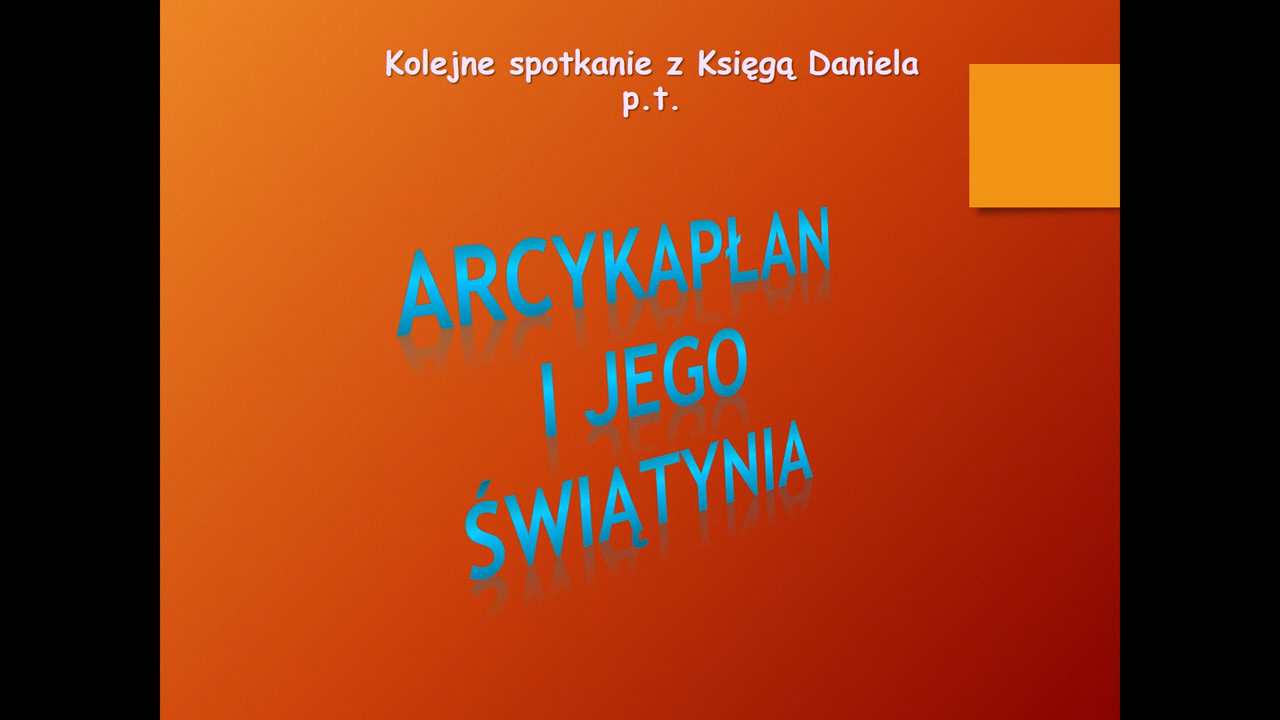 Kolejne spotkanie z Księgą Daniela
p.t.
ARCYKAPŁAN
I JEGO
ŚWIĄTYNIA